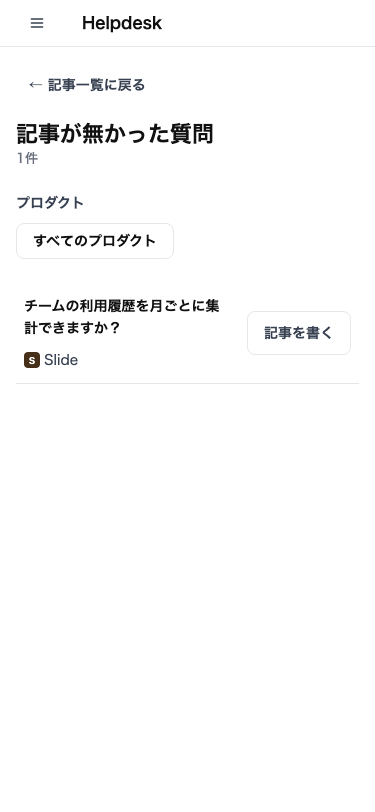 Helpdesk
← 記事一覧に戻る
記事が無かった質問
1件
プロダクト
すべてのプロダクト
チームの利用履歴を月ごとに集
計できますか？
記事を書く
S Slide